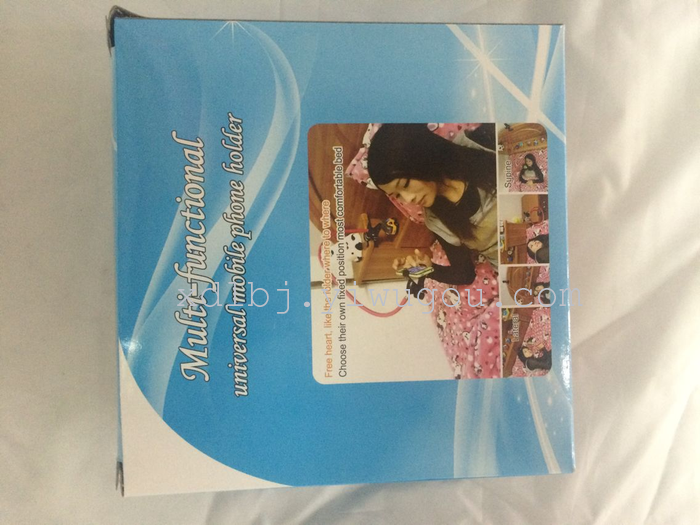 Multi-functional
universal mobile phone holder
Free heart, like the folder where to where
Choose their own fixed position most comfortable bed
Supine